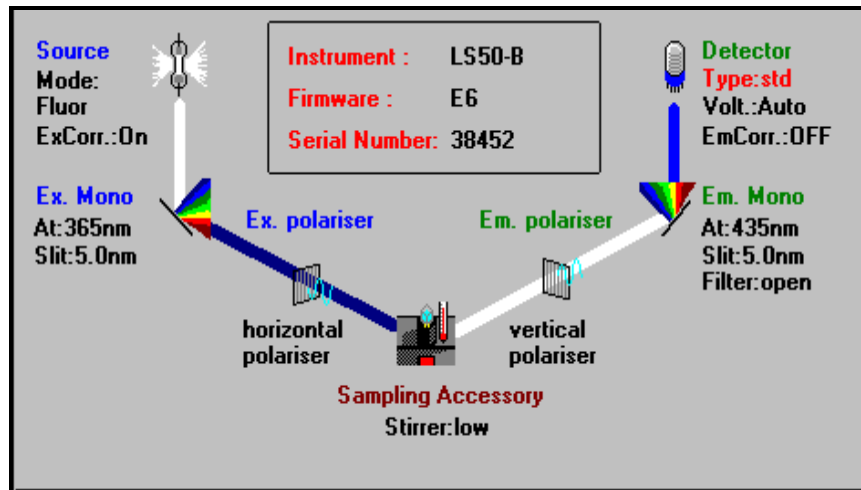 Source
Mode:
Fluor
ExCorr.:On
Instrument : LS50-B
Firmware : E6
Serial Number: 38452
Detector
Type:std
Volt.:Auto
EmCorr.:OFF
Ex. Mono
At:365nm
Slit:5.0nm
Ex. polariser
Em. polariser
Em. Mono
At:435nm
Slit:5.0nm
Filter:open
horizontal
polariser
vertical
polariser
Sampling Accessory
Stirrer:low